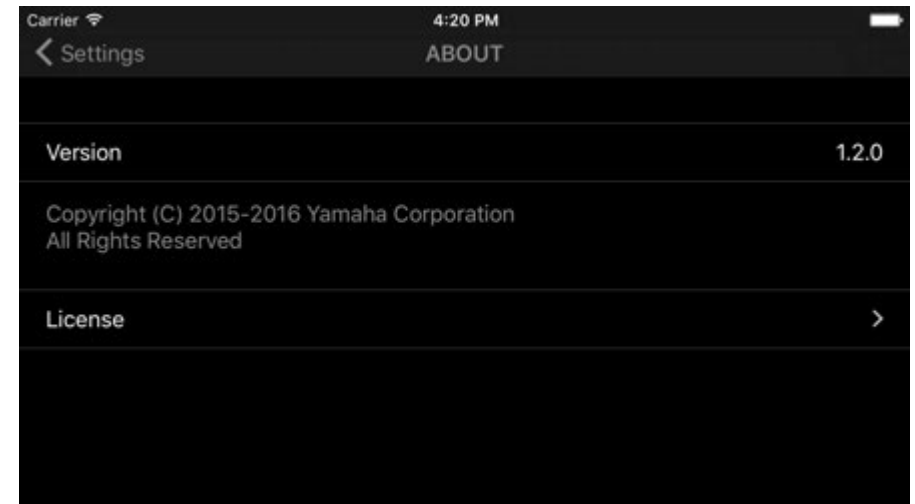 Carrier 4:20 PM
Settings ABOUT
Version 1.2.0
Copyright (C) 2015-2016 Yamaha Corporation
All Rights Reserved
License